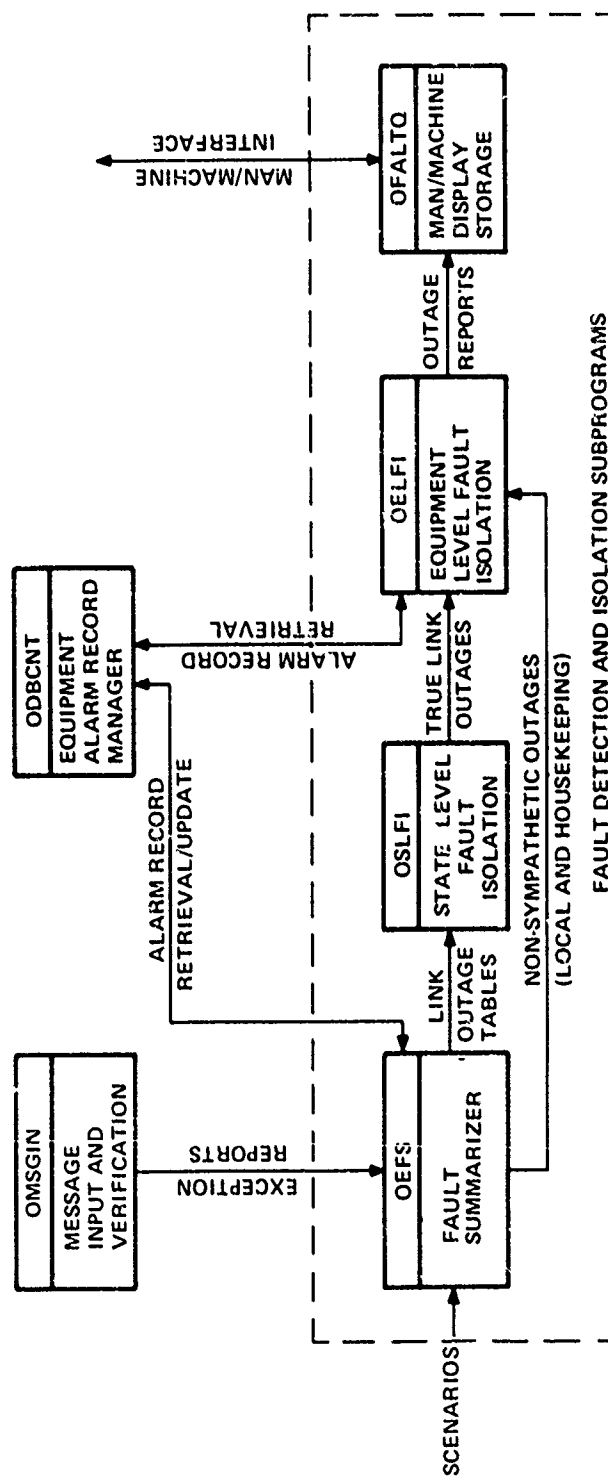 OMSGIN
MESSAGE
INPUT AND
VERIFICATION
ODBCNT
EQUIPMENT
ALARM RECORD
MANAGER
ALARM RECORD
RETRIEVAL/UPDATE
EXCEPTION
REPORTS
ALARM RECORD
RETRIEVAL
MAN/MACHINE
INTERFACE
SCENARIOS
OEFS
FAULT
SUMMARIZER
LINK
OUTAGE
TABLES
OSLFI
STATE LEVEL
FAULT
ISOLATION
TRUE LINK
OUTAGES
OELFI
EQUIPMENT
LEVEL FAULT
ISOLATION
OUTAGE
REPORTS
OFALTQ
MAN/MACHINE
DISPLAY
STORAGE
NON-SYMPATHETIC OUTAGES
(LOCAL AND HOUSEKEEPING)
FAULT DETECTION AND ISOLATION SUBPROGRAMS